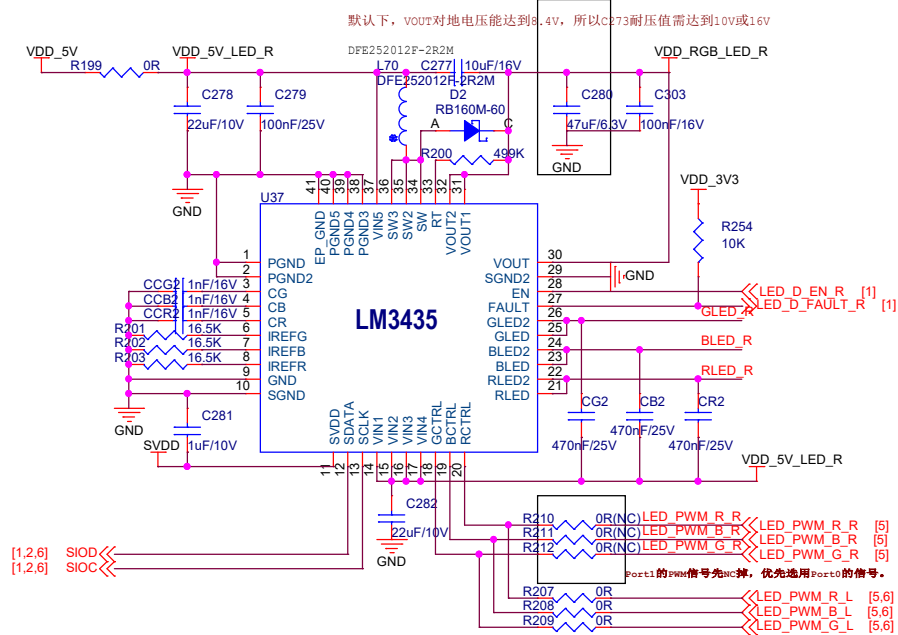 默认下，VOUT对地电压能达到8.4V，所以C273耐压值需达到10V或16V
VDD_5V
VDD_5V_LED_R
DFE252012F-2R2M
VDD_RGB_LED_R
R199
0R
L70
C277
10uF/16V
DFE252012F-2R2M
D2
RB160M-60
C278
22uF/10V
C279
100nF/25V
C280
47uF/6.3V
C303
100nF/16V
A
C
R200
499K
GND
GND
VDD_3V3
R254
10K
U37
41
40
39
38
37
36
35
34
33
32
31
EP_GND
PGND5
PGND4
PGND3
VIN5
SW3
SW2
SW
RT
VOUT2
VOUT1
1
PGND
2
PGND2
CCG2
1nF/16V
3
CG
CCB2
1nF/16V
4
CB
CCR2
1nF/16V
5
CR
R201
16.5K
6
IREFG
R202
16.5K
7
IREFB
R203
16.5K
8
IREFR
9
GND
10
SGND
LM3435
VOUT
30
SGND2
29
GND
EN
28
LED_D_EN_R [1]
FAULT
27
LED_D_FAULT_R [1]
GLED2
26
GLED_R
GLED
25
BLED2
24
BLED_R
BLED
23
RLED2
22
RLED_R
RLED
21
GND
C281
1uF/10V
SVDD
SVDD
SDATA
SCLK
VIN1
VIN2
VIN3
VIN4
GCTRL
BCTRL
RCTRL
11
12
13
14
15
16
17
18
19
20
CG2
470nF/25V
CB2
470nF/25V
CR2
470nF/25V
VDD_5V_LED_R
C282
22uF/10V
GND
R210
0R(NC)
LED_PWM_R_R
LED_PWM_R_R [5]
R211
0R(NC)
LED_PWM_B_R
LED_PWM_B_R [5]
R212
0R(NC)
LED_PWM_G_R
LED_PWM_G_R [5]
[1,2,6] SIOD
[1,2,6] SIOC
Port1的PWM信号先NC掉，优先选用Port0的信号。
R207
0R
LED_PWM_R_L [5,6]
R208
0R
LED_PWM_B_L [5,6]
R209
0R
LED_PWM_G_L [5,6]